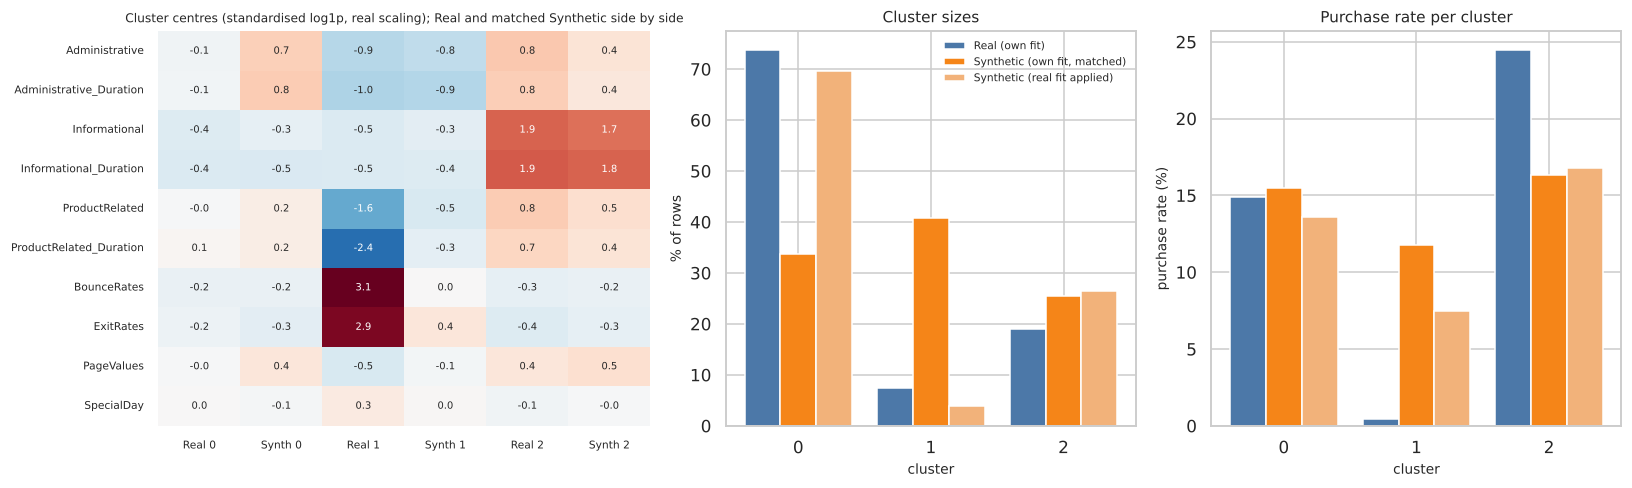 Cluster centres (standardised log1p, real scaling); Real and matched Synthetic side by side
Administrative -0.1 0.7 -0.9 -0.8 0.8 0.4
Administrative_Duration -0.1 0.8 -1.0 -0.9 0.8 0.4
Informational -0.4 -0.3 -0.5 -0.3 1.9 1.7
Informational_Duration -0.4 -0.5 -0.5 -0.4 1.9 1.8
ProductRelated -0.0 0.2 -1.6 -0.5 0.8 0.5
ProductRelated_Duration 0.1 0.2 -2.4 -0.3 0.7 0.4
BounceRates -0.2 -0.2 3.1 0.0 -0.3 -0.2
ExitRates -0.2 -0.3 2.9 0.4 -0.4 -0.3
PageValues -0.0 0.4 -0.5 -0.1 0.4 0.5
SpecialDay 0.0 -0.1 0.3 0.0 -0.1 -0.0
Real 0 Synth 0 Real 1 Synth 1 Real 2 Synth 2
Cluster sizes
Real (own fit)
Synthetic (own fit, matched)
Synthetic (real fit applied)
% of rows
70
60
50
40
30
20
10
0
0 1 2
cluster
Purchase rate per cluster
purchase rate (%)
25
20
15
10
5
0
0 1 2
cluster